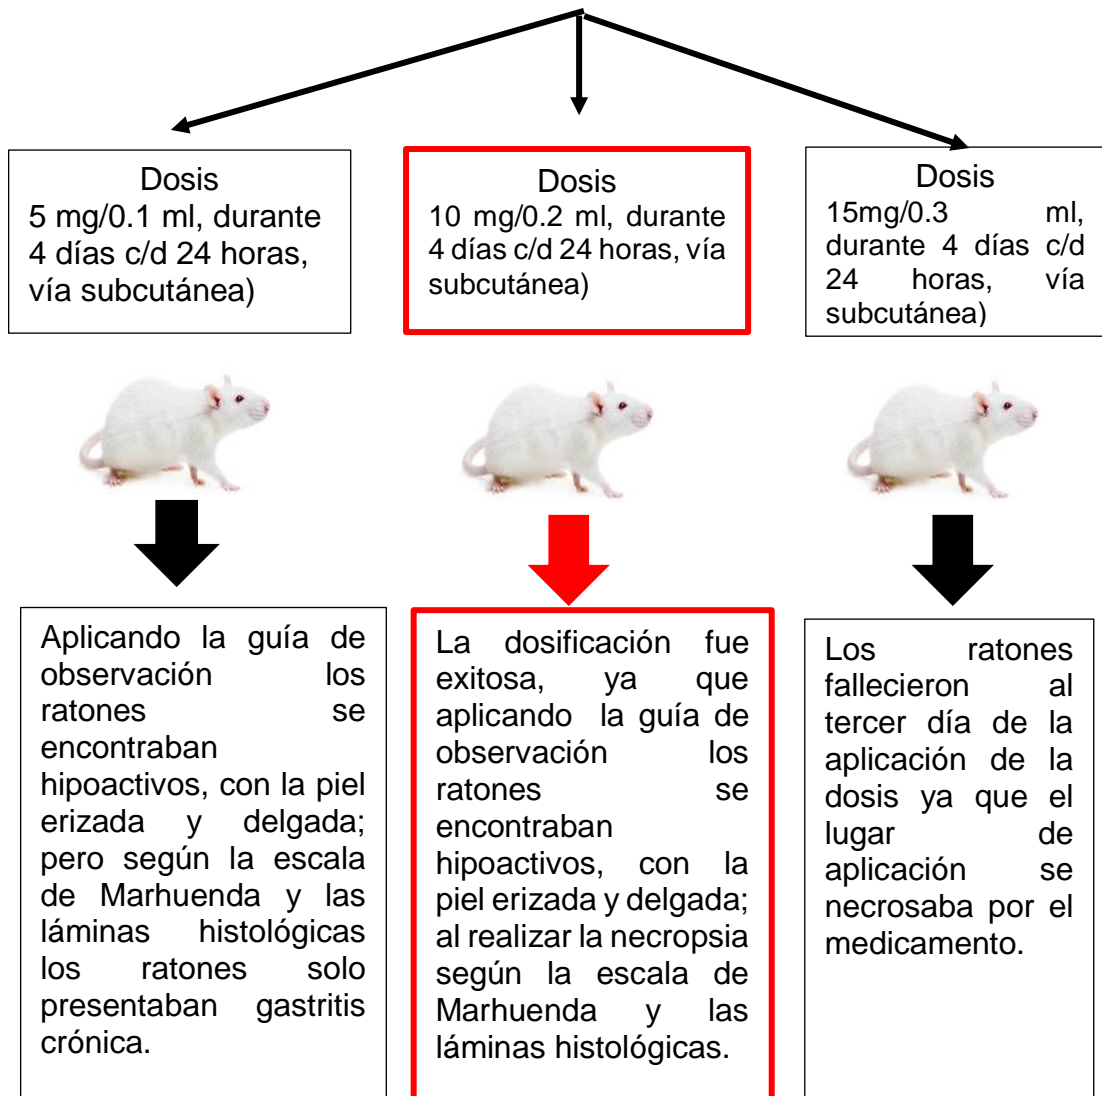 Dosis
5 mg/0.1 ml, durante
4 días c/d 24 horas,
vía subcutánea)
Dosis
10 mg/0.2 ml, durante
4 días c/d 24 horas, vía
subcutánea)
Dosis
15mg/0.3 ml,
durante 4 días c/d
24 horas, vía
subcutánea)
Aplicando la guía de
observación los
ratones se
encontraban
hipoactivos, con la piel
erizada y delgada;
pero según la escala
de Marhuenda y las
láminas histológicas
los ratones solo
presentaban gastritis
crónica.
La dosificación fue
exitosa, ya que
aplicando la guía de
observación los
ratones se
encontraban
hipoactivos, con la
piel erizada y delgada;
al realizar la necropsia
según la escala de
Marhuenda y las
láminas histológicas.
Los ratones
fallecieron al
tercer día de la
aplicación de la
dosis ya que el
lugar de
aplicación se
necrosaba por el
medicamento.